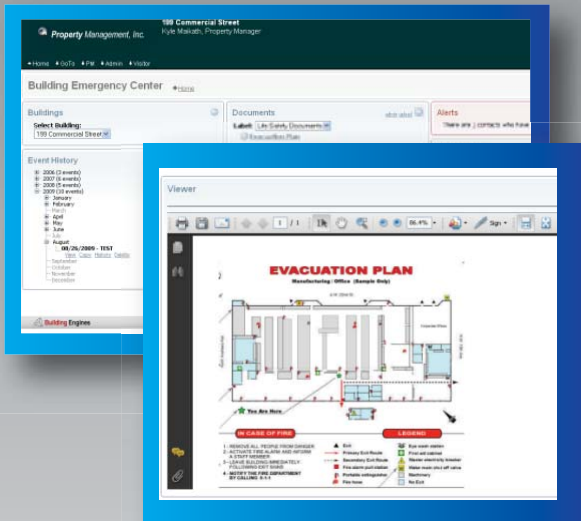 199 Commercial Street
Property Management, Inc.
Kyle Maikath, Property Manager
Home GoTo PM Admin Visitor
Building Emergency Center Home
Buildings
Select Building:
199 Commercial Street
Documents
Label: Life Safety Documents
Evacuation Plan
Alerts
There are contacts who have
Event History
2006 (3 events)
2007 (6 events)
2008 (5 events)
2009 (10 events)
January
February
March
April
May
June
July
August
08/26/2009 - TEST
View Copy History Delete
September
October
November
December
Building Engines
Viewer
1 / 1
86.4%
Sign
EVACUATION PLAN
Manufacturing / Office (Sample Only)
You Are Here
IN CASE OF FIRE
1 - REMOVE ALL PEOPLE FROM DANGER
2 - ACTIVATE FIRE ALARM AND INFORM
A STAFF MEMBER
3 - LEAVE BUILDING IMMEDIATELY
FOLLOWING EXIT SIGNS
4 - NOTIFY THE FIRE DEPARTMENT
BY CALLING 9-1-1
LEGEND
Exit
Primary Exit Route
Secondary Exit Route
Fire alarm pull station
Portable extinguisher
Fire hose
Eye wash station
First aid cabinet
Master electricity breaker
Water main shut off valve
Machinery
No Exit